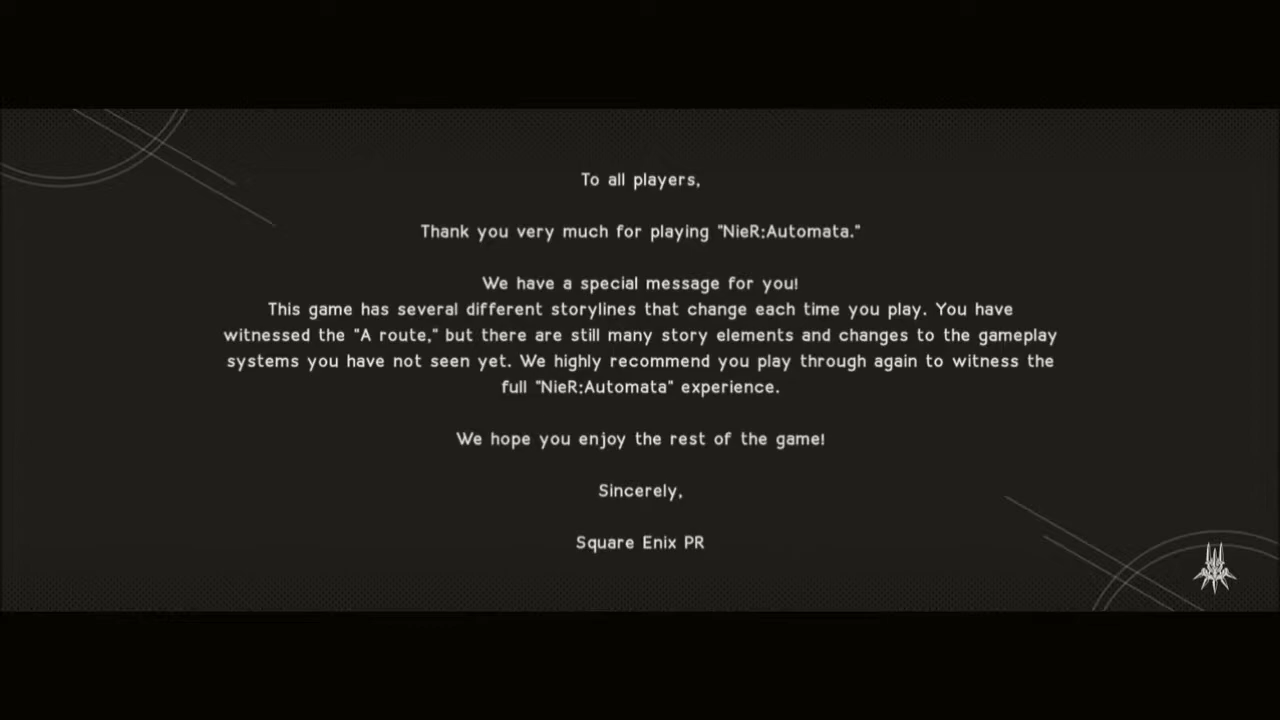 To all players,
Thank you very much for playing "NieR:Automata."
We have a special message for you!
This game has several different storylines that change each time you play. You have
witnessed the "A route," but there are still many story elements and changes to the gameplay
systems you have not seen yet. We highly recommend you play through again to witness the
full "NieR:Automata" experience.
We hope you enjoy the rest of the game!
Sincerely,
Square Enix PR